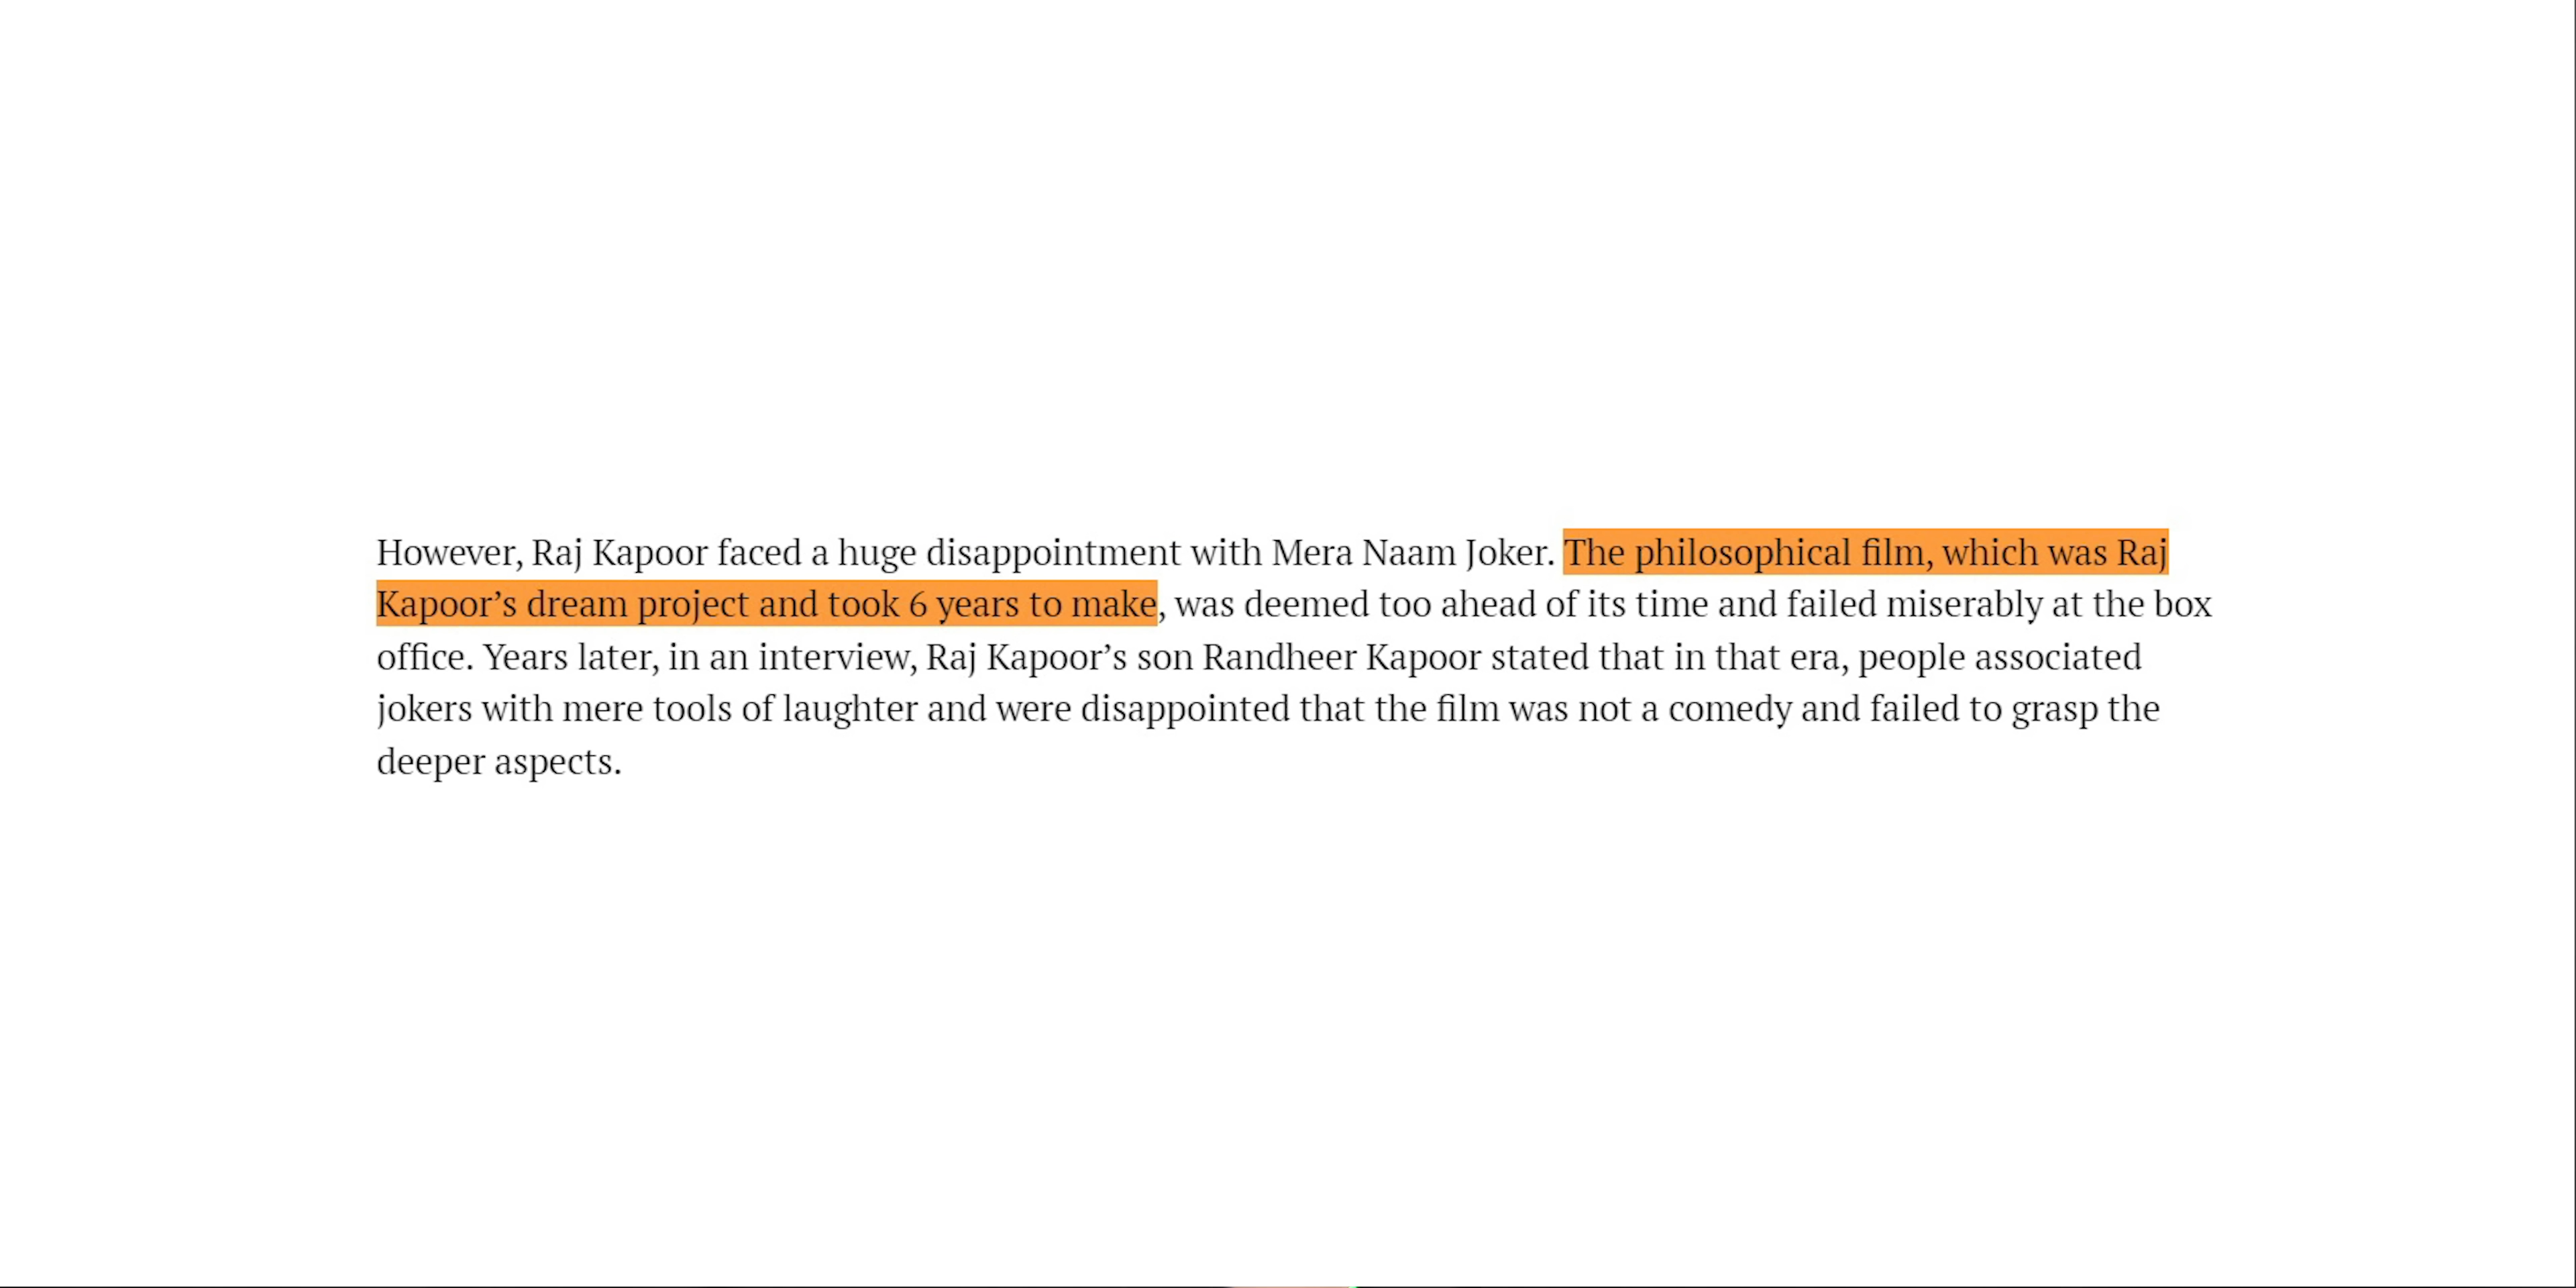 However, Raj Kapoor faced a huge disappointment with Mera Naam Joker. The philosophical film, which was Raj
Kapoor’s dream project and took 6 years to make, was deemed too ahead of its time and failed miserably at the box
office. Years later, in an interview, Raj Kapoor’s son Randheer Kapoor stated that in that era, people associated
jokers with mere tools of laughter and were disappointed that the film was not a comedy and failed to grasp the
deeper aspects.